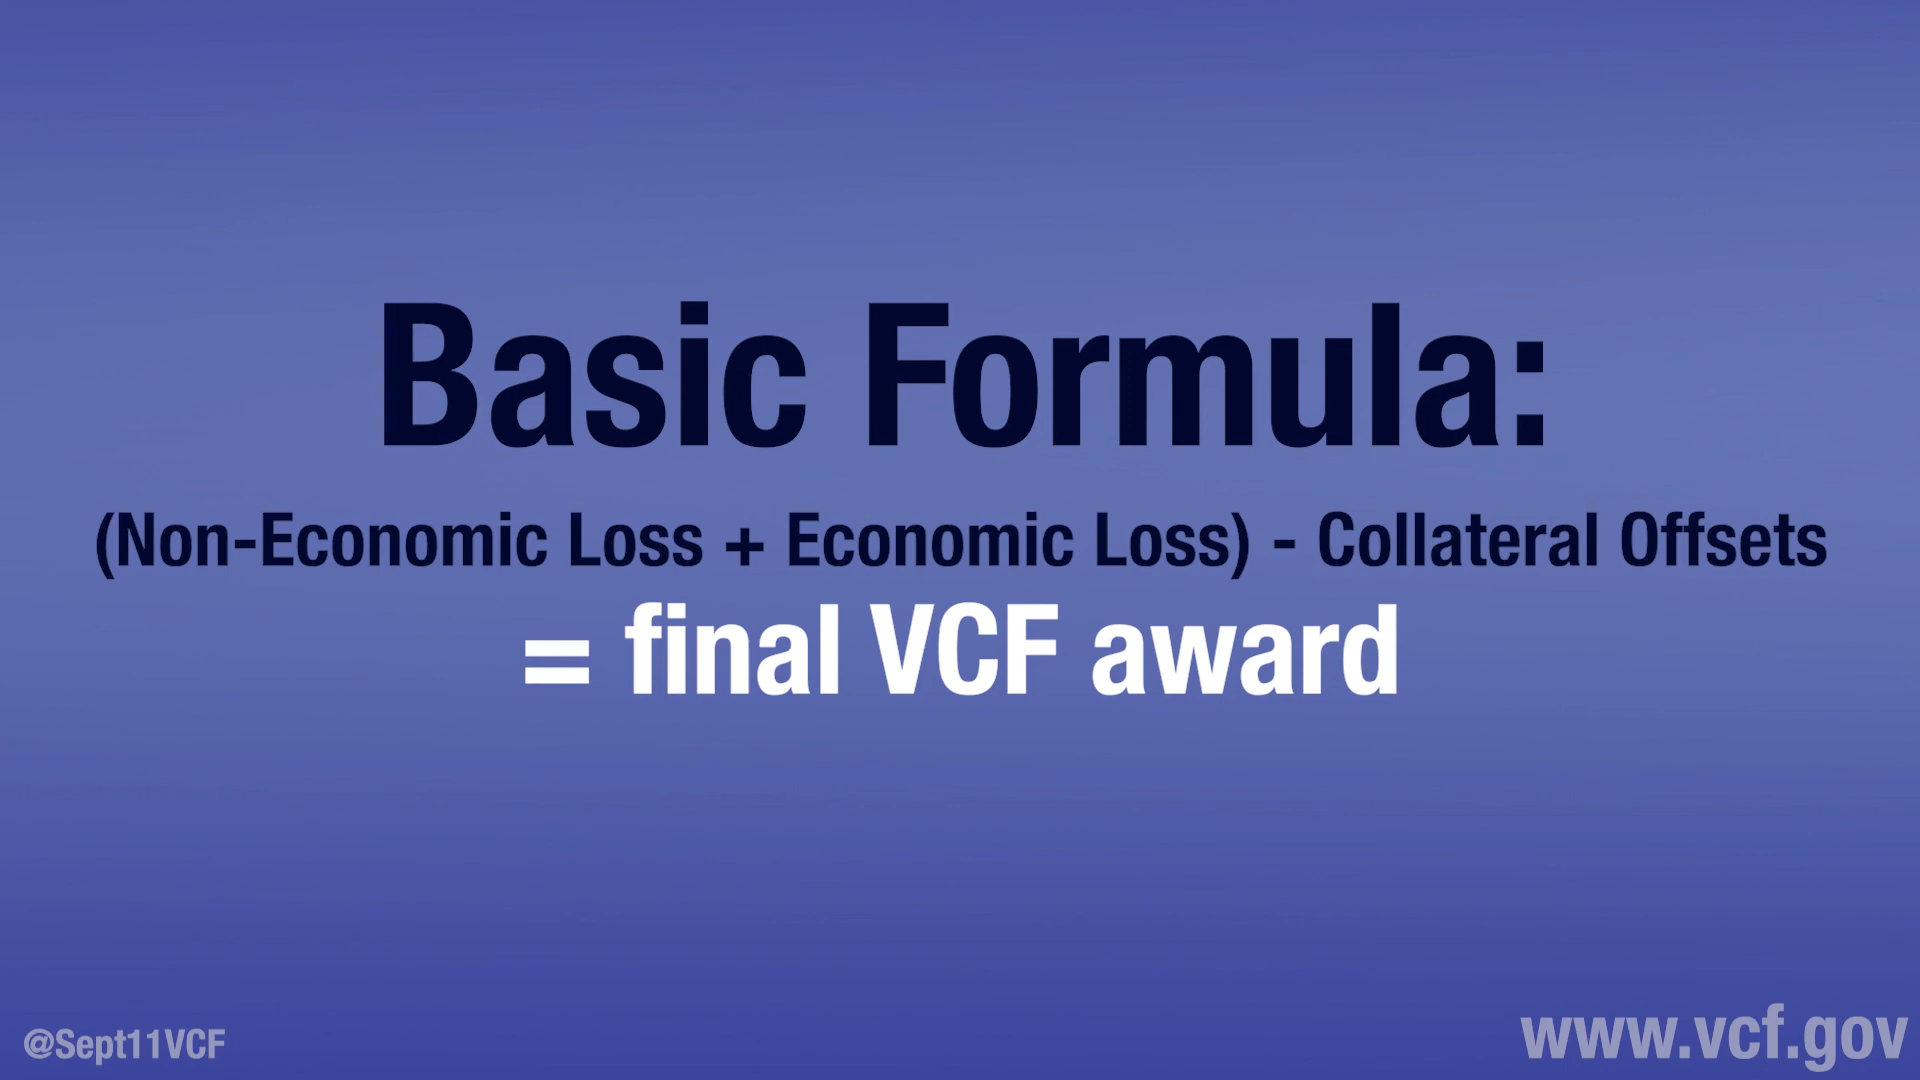 Basic Formula:
(Non-Economic Loss + Economic Loss) - Collateral Offsets
= final VCF award
@Sept11VCF
www.vcf.gov